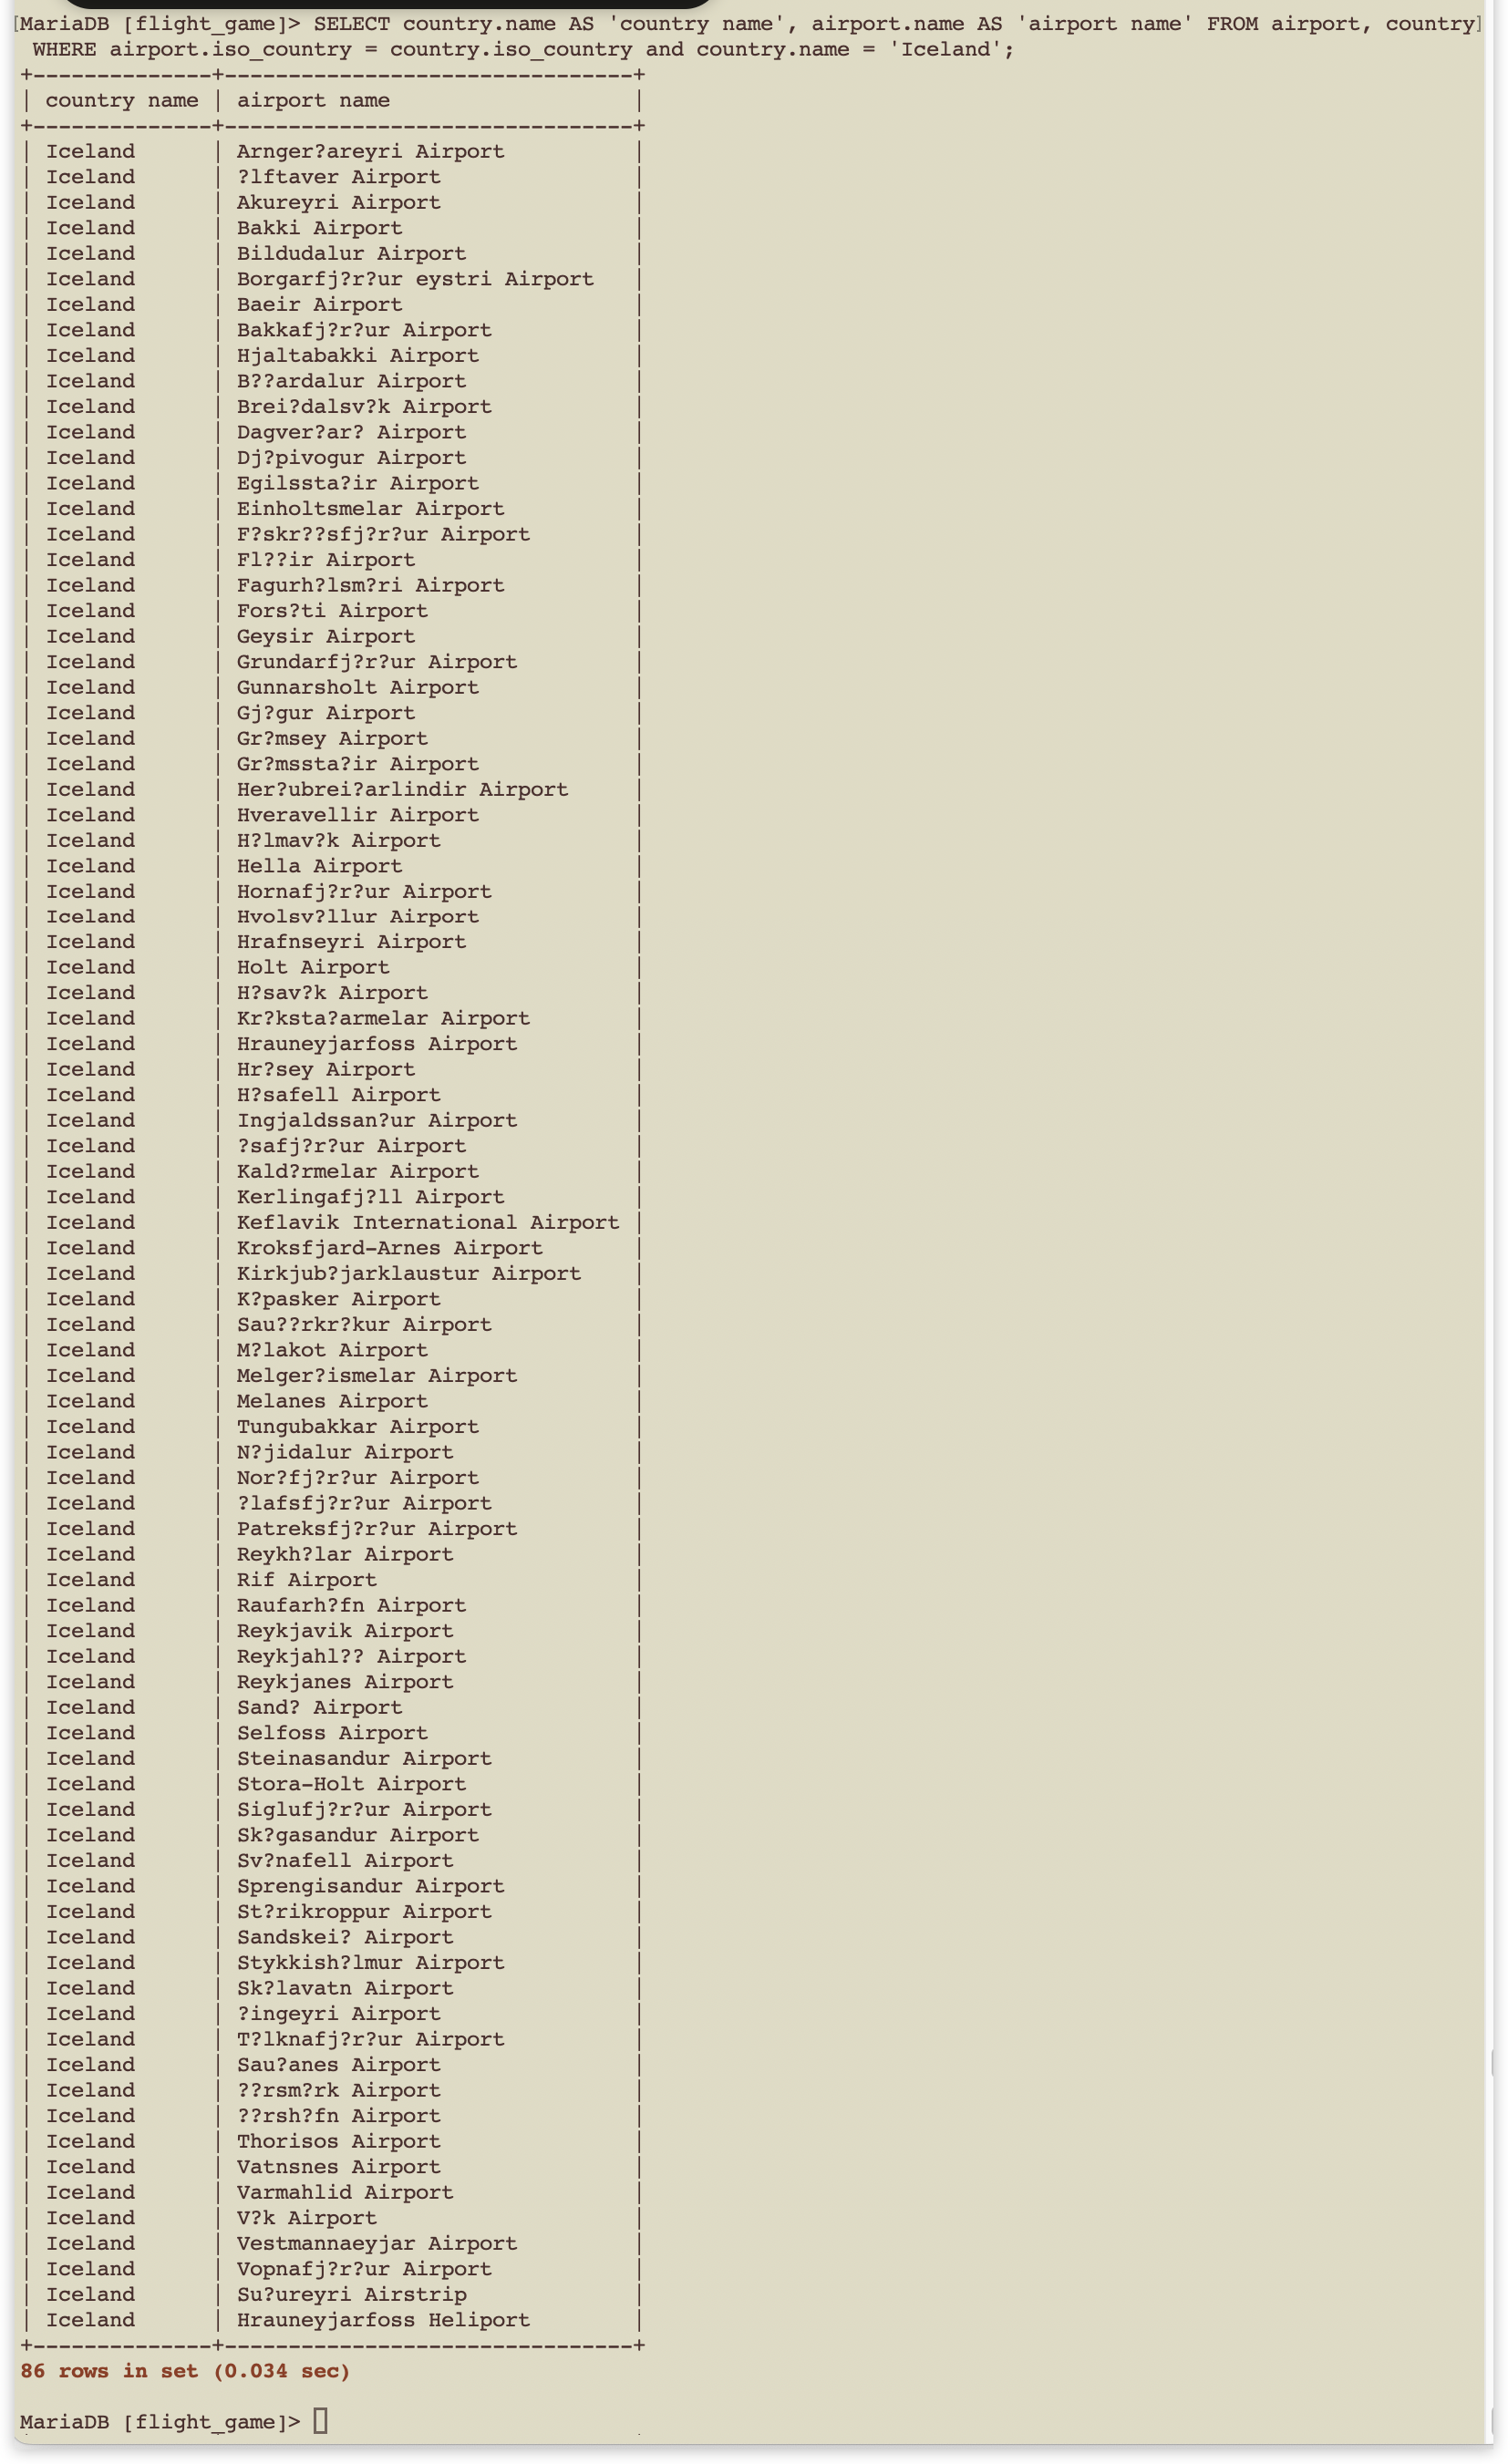 [MariaDB [flight_game]> SELECT country.name AS 'country name', airport.name AS 'airport name' FROM airport, country]
 WHERE airport.iso_country = country.iso_country and country.name = 'Iceland';
+--------------+--------------------------------+
| country name | airport name                   |
+--------------+--------------------------------+
| Iceland      | Arnger?areyri Airport          |
| Iceland      | ?lftaver Airport               |
| Iceland      | Akureyri Airport               |
| Iceland      | Bakki Airport                  |
| Iceland      | Bildudalur Airport             |
| Iceland      | Borgarfj?r?ur eystri Airport   |
| Iceland      | Baeir Airport                  |
| Iceland      | Bakkafj?r?ur Airport           |
| Iceland      | Hjaltabakki Airport            |
| Iceland      | B??ardalur Airport             |
| Iceland      | Brei?dalsv?k Airport           |
| Iceland      | Dagver?ar? Airport             |
| Iceland      | Dj?pivogur Airport             |
| Iceland      | Egilssta?ir Airport            |
| Iceland      | Einholtsmelar Airport          |
| Iceland      | F?skr??sfj?r?ur Airport        |
| Iceland      | Fl??ir Airport                 |
| Iceland      | Fagurh?lsm?ri Airport          |
| Iceland      | Fors?ti Airport                |
| Iceland      | Geysir Airport                 |
| Iceland      | Grundarfj?r?ur Airport         |
| Iceland      | Gunnarsholt Airport            |
| Iceland      | Gj?gur Airport                 |
| Iceland      | Gr?msey Airport                |
| Iceland      | Gr?mssta?ir Airport            |
| Iceland      | Her?ubrei?arlindir Airport     |
| Iceland      | Hveravellir Airport            |
| Iceland      | H?lmav?k Airport               |
| Iceland      | Hella Airport                  |
| Iceland      | Hornafj?r?ur Airport           |
| Iceland      | Hvolsv?llur Airport            |
| Iceland      | Hrafnseyri Airport             |
| Iceland      | Holt Airport                   |
| Iceland      | H?sav?k Airport                |
| Iceland      | Kr?ksta?armelar Airport        |
| Iceland      | Hrauneyjarfoss Airport         |
| Iceland      | Hr?sey Airport                 |
| Iceland      | H?safell Airport               |
| Iceland      | Ingjaldssan?ur Airport         |
| Iceland      | ?safj?r?ur Airport             |
| Iceland      | Kald?rmelar Airport            |
| Iceland      | Kerlingafj?ll Airport          |
| Iceland      | Keflavik International Airport |
| Iceland      | Kroksfjard-Arnes Airport       |
| Iceland      | Kirkjub?jarklaustur Airport    |
| Iceland      | K?pasker Airport               |
| Iceland      | Sau??rkr?kur Airport           |
| Iceland      | M?lakot Airport                |
| Iceland      | Melger?ismelar Airport         |
| Iceland      | Melanes Airport                |
| Iceland      | Tungubakkar Airport            |
| Iceland      | N?jidalur Airport              |
| Iceland      | Nor?fj?r?ur Airport            |
| Iceland      | ?lafsfj?r?ur Airport           |
| Iceland      | Patreksfj?r?ur Airport         |
| Iceland      | Reykh?lar Airport              |
| Iceland      | Rif Airport                    |
| Iceland      | Raufarh?fn Airport             |
| Iceland      | Reykjavik Airport              |
| Iceland      | Reykjahl?? Airport             |
| Iceland      | Reykjanes Airport              |
| Iceland      | Sand? Airport                  |
| Iceland      | Selfoss Airport                |
| Iceland      | Steinasandur Airport           |
| Iceland      | Stora-Holt Airport             |
| Iceland      | Siglufj?r?ur Airport           |
| Iceland      | Sk?gasandur Airport            |
| Iceland      | Sv?nafell Airport              |
| Iceland      | Sprengisandur Airport          |
| Iceland      | St?rikroppur Airport           |
| Iceland      | Sandskei? Airport              |
| Iceland      | Stykkish?lmur Airport          |
| Iceland      | Sk?lavatn Airport              |
| Iceland      | ?ingeyri Airport               |
| Iceland      | T?lknafj?r?ur Airport          |
| Iceland      | Sau?anes Airport               |
| Iceland      | ??rsm?rk Airport               |
| Iceland      | ??rsh?fn Airport               |
| Iceland      | Thorisos Airport               |
| Iceland      | Vatnsnes Airport               |
| Iceland      | Varmahlid Airport              |
| Iceland      | V?k Airport                    |
| Iceland      | Vestmannaeyjar Airport         |
| Iceland      | Vopnafj?r?ur Airport           |
| Iceland      | Su?ureyri Airstrip             |
| Iceland      | Hrauneyjarfoss Heliport        |
+--------------+--------------------------------+
86 rows in set (0.034 sec)
MariaDB [flight_game]>